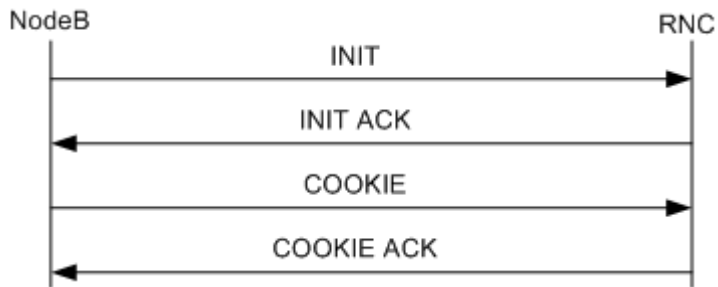 NodeB
RNC
INIT
INIT ACK
COOKIE
COOKIE ACK